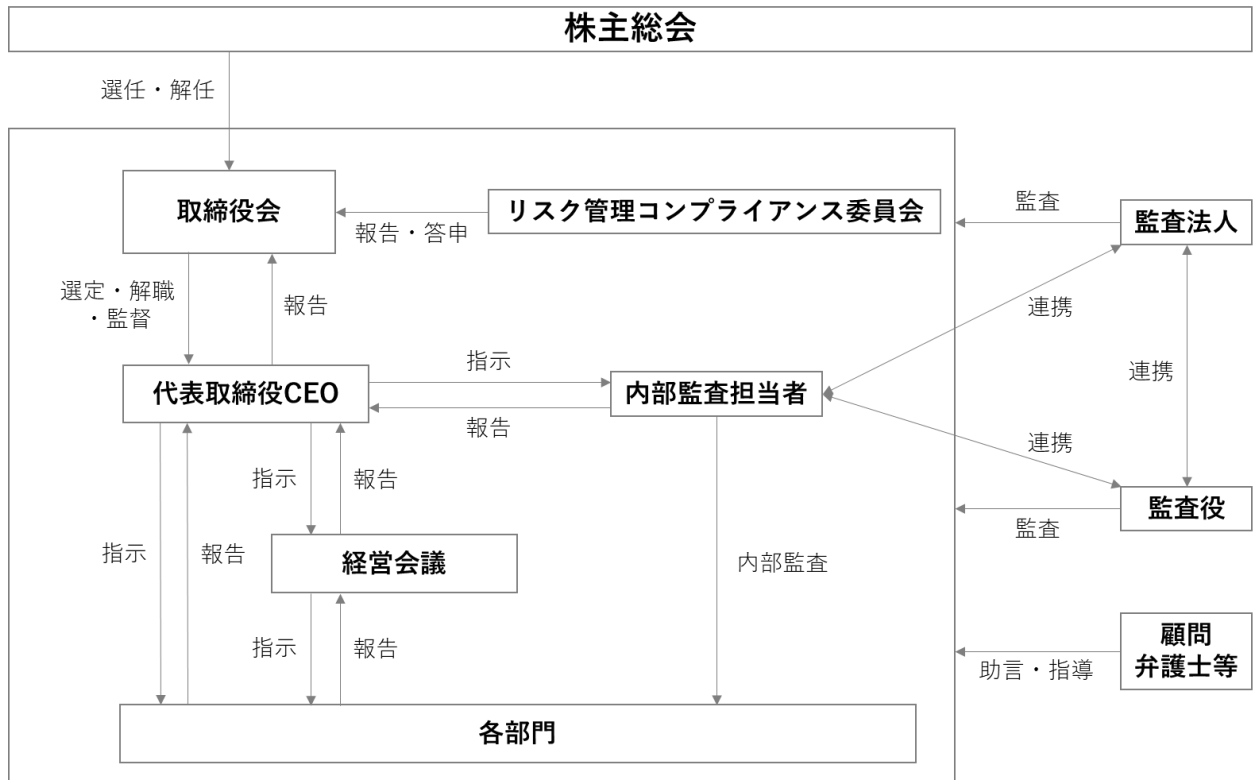 株主総会
選任・解任
取締役会
リスク管理コンプライアンス委員会
報告・答申
監査
監査法人
選定・解職
・監督
報告
連携
指示
代表取締役CEO
内部監査担当者
連携
報告
連携
指示
報告
監査役
監査
指示
報告
経営会議
内部監査
指示
報告
顧問
弁護士等
助言・指導
各部門